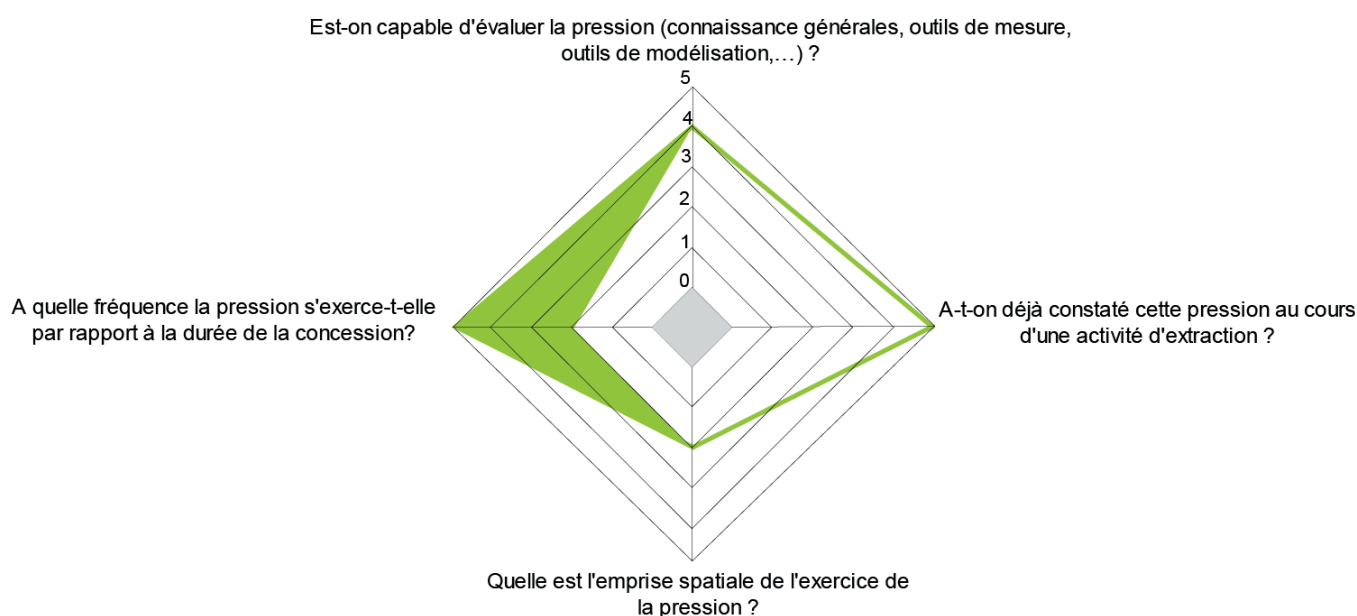 Est-on capable d'évaluer la pression (connaissance générales, outils de mesure,
outils de modélisation,…) ?
5
4
3
2
1
0
A quelle fréquence la pression s'exerce-t-elle
par rapport à la durée de la concession?
A-t-on déjà constaté cette pression au cours
d'une activité d'extraction ?
Quelle est l'emprise spatiale de l'exercice de
la pression ?